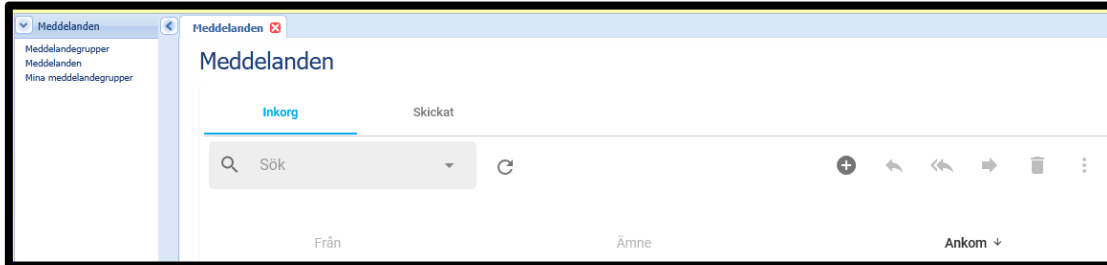 Meddelanden
Meddelandegrupper
Meddelanden
Mina meddelandegrupper
Meddelanden
Meddelanden
Inkorg Skickat
Sök
Från Ämne Ankom